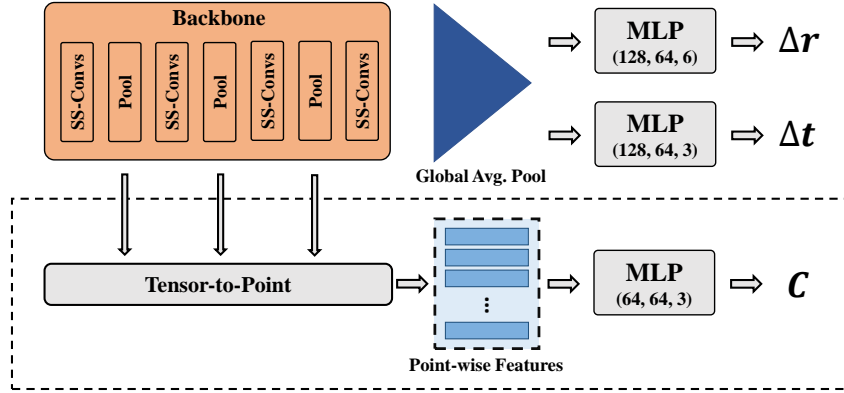 Backbone
SS-Convs
Pool
SS-Convs
Pool
SS-Convs
Pool
SS-Convs
Global Avg. Pool
MLP
(128, 64, 6)
Δr
MLP
(128, 64, 3)
Δt
Tensor-to-Point
Point-wise Features
MLP
(64, 64, 3)
C